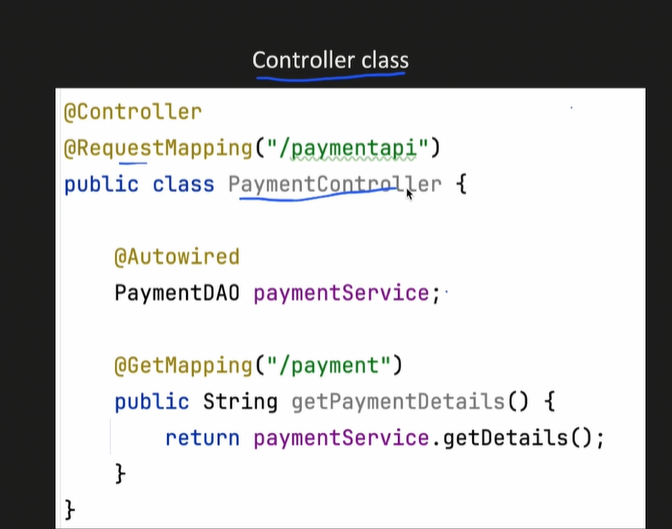 Controller class
@Controller
@RequestMapping("/paymentapi")
public class PaymentController {
@Autowired
PaymentDAO paymentService;
@GetMapping("/payment")
public String getPaymentDetails() {
return paymentService.getDetails();
}
}